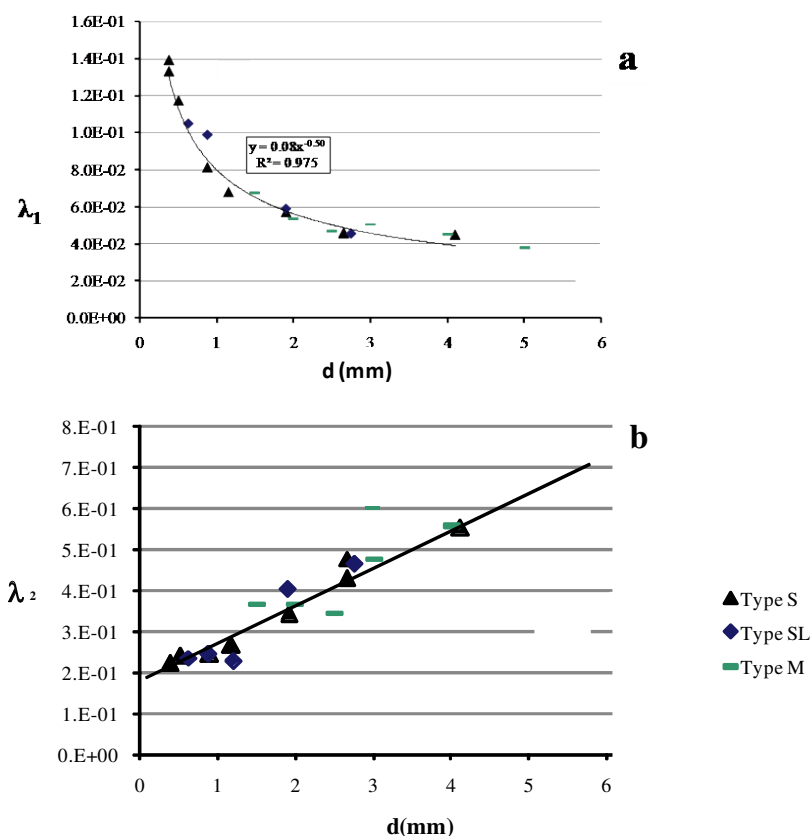 1.6E-01
a
1.4E-01
1.2E-01
1.0E-01
y = 0.08x^-0.50
R² = 0.975
8.0E-02
λ1
6.0E-02
4.0E-02
2.0E-02
0.0E+00
0 1 2 3 4 5 6
d (mm)
8.E-01
b
7.E-01
6.E-01
5.E-01
λ 2
4.E-01
3.E-01
2.E-01
1.E-01
0.E+00
0 1 2 3 4 5 6
d(mm)
Type S
Type SL
Type M